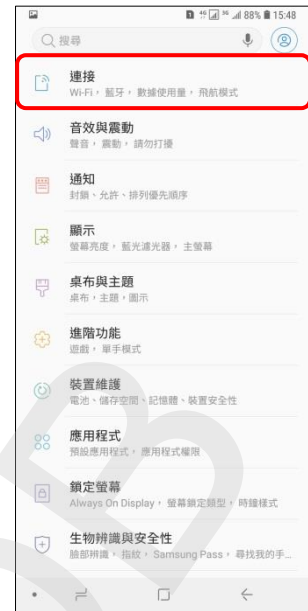 1 4G 3G 88% 15:48
搜尋
連接
Wi-Fi， 藍牙， 數據使用量， 飛航模式
音效與震動
聲音， 震動， 請勿打擾
通知
封鎖、允許、排列優先順序
顯示
螢幕亮度， 藍光濾光器， 主螢幕
桌布與主題
桌布，主題，圖示
進階功能
遊戲， 單手模式
裝置維護
電池、儲存空間、記憶體、裝置安全性
應用程式
預設應用程式， 應用程式權限
鎖定螢幕
Always On Display， 螢幕鎖定類型， 時鐘樣式
生物辨識與安全性
臉部辨識， 指紋， Samsung Pass， 尋找我的手...